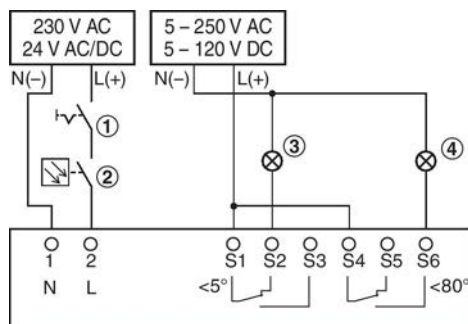 230 V AC
24 V AC/DC
5 – 250 V AC
5 – 120 V DC
N(–) L(+) N(–) L(+)
1
2
3
4
1 2 S1 S2 S3 S4 S5 S6
N L <5° <80°